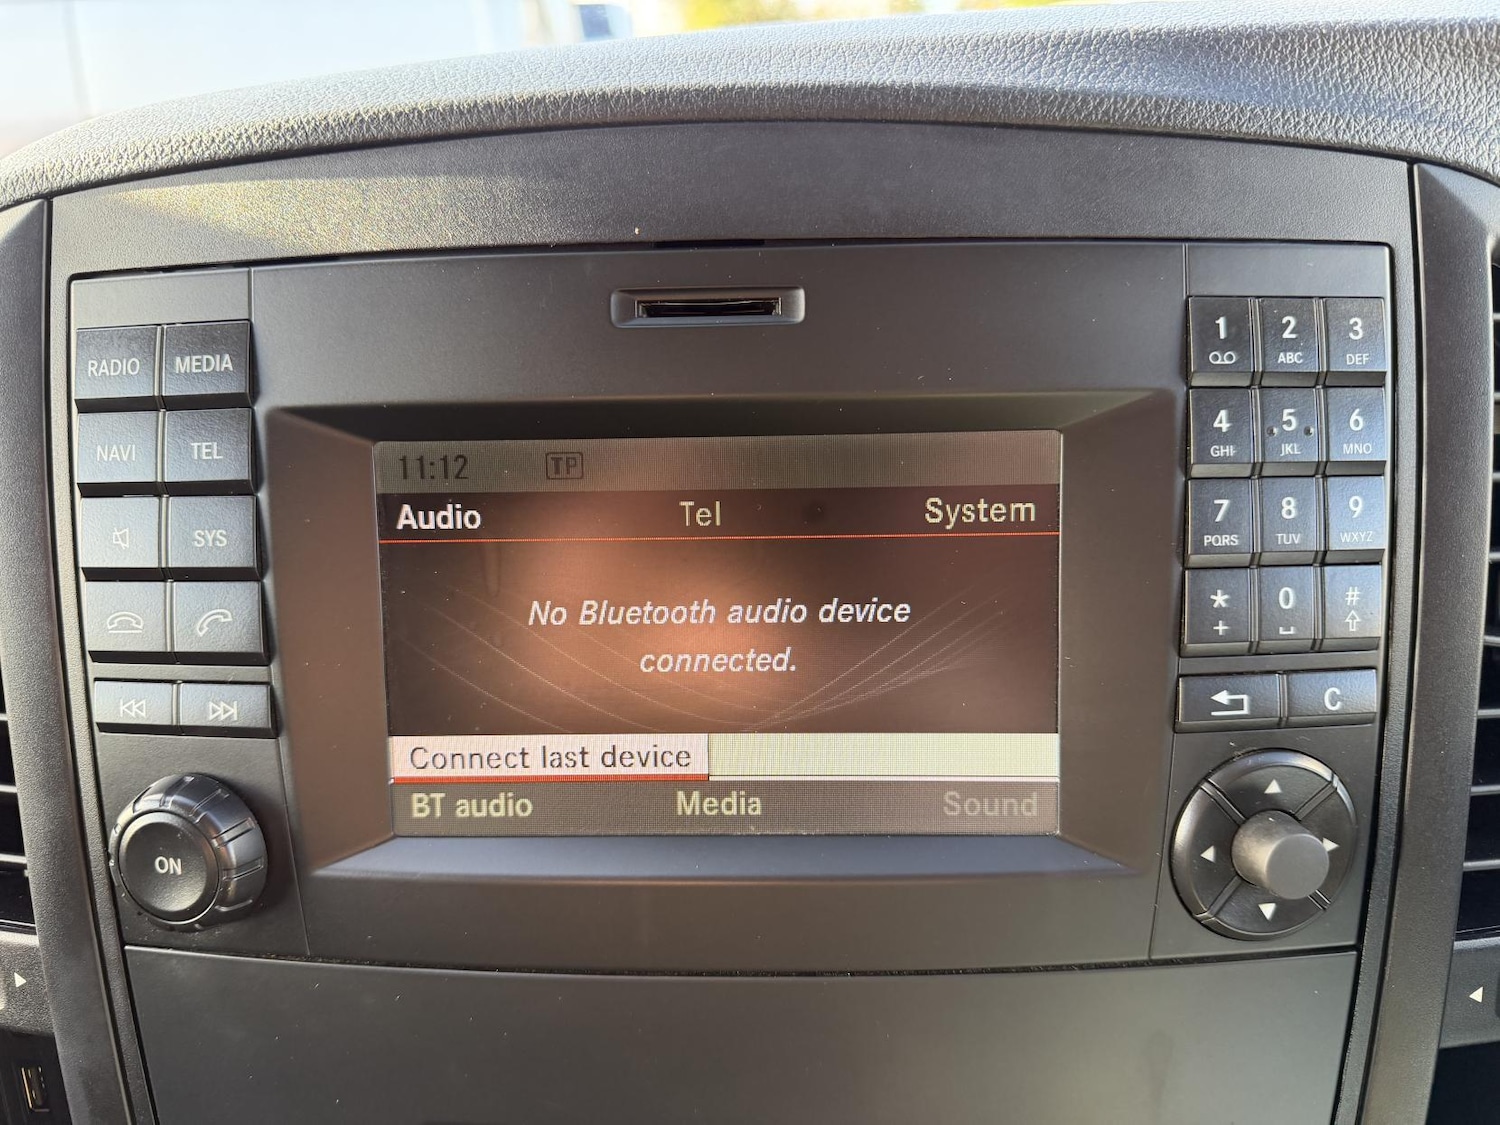 RADIO MEDIA
NAVI TEL
SYS
ON
11:12 TP
Audio Tel System
No Bluetooth audio device
connected.
Connect last device
BT audio Media Sound
1 2 3
ABC DEF
4 5 6
GHI JKL MNO
7 8 9
PQRS TUV WXYZ
* 0 #
+
C